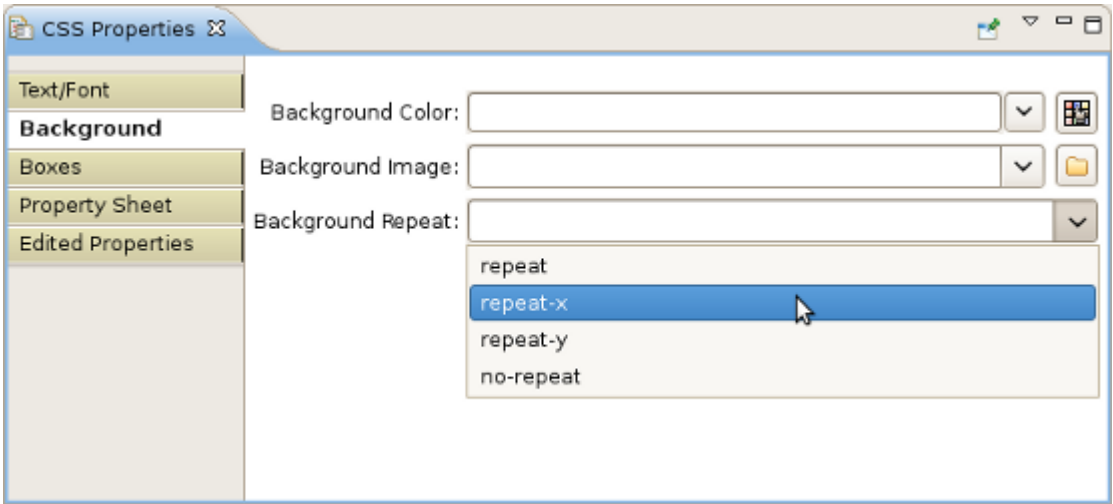 CSS Properties
Text/Font
Background
Boxes
Property Sheet
Edited Properties
Background Color:
Background Image:
Background Repeat:
repeat
repeat-x
repeat-y
no-repeat